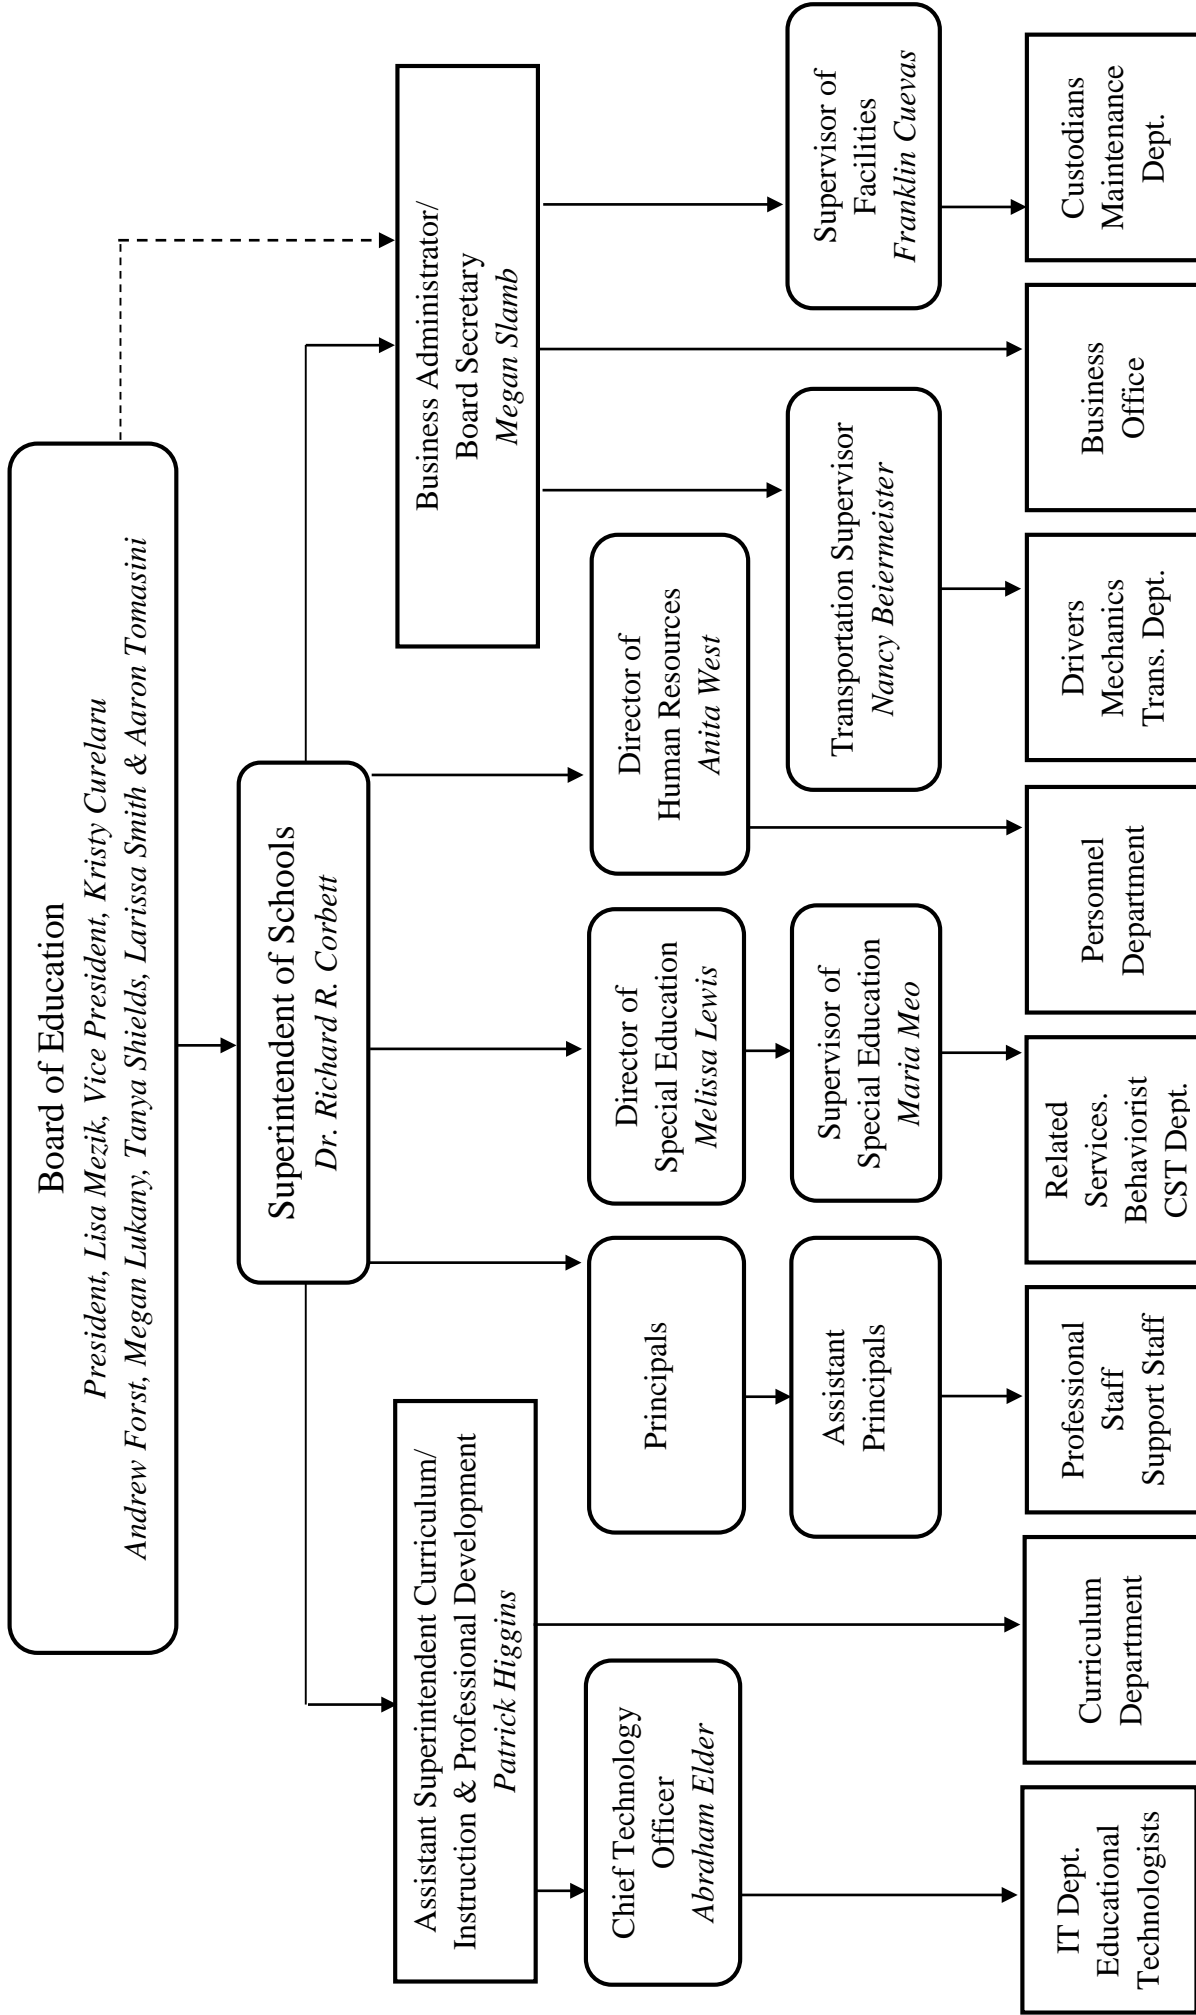 Board of Education
President, Lisa Mezik, Vice President, Kristy Curelaru
Andrew Forst, Megan Lukany, Tanya Shields, Larissa Smith & Aaron Tomasini
Superintendent of Schools
Dr. Richard R. Corbett
Assistant Superintendent Curriculum/
Instruction & Professional Development
Patrick Higgins
Business Administrator/
Board Secretary
Megan Slamb
Chief Technology
Officer
Abraham Elder
Principals
Director of
Special Education
Melissa Lewis
Director of
Human Resources
Anita West
Assistant
Principals
Supervisor of
Special Education
Maria Meo
Transportation Supervisor
Nancy Beiermeister
Supervisor of
Facilities
Franklin Cuevas
IT Dept.
Educational
Technologists
Curriculum
Department
Professional
Staff
Support Staff
Related
Services.
Behaviorist
CST Dept.
Personnel
Department
Drivers
Mechanics
Trans. Dept.
Business
Office
Custodians
Maintenance
Dept.